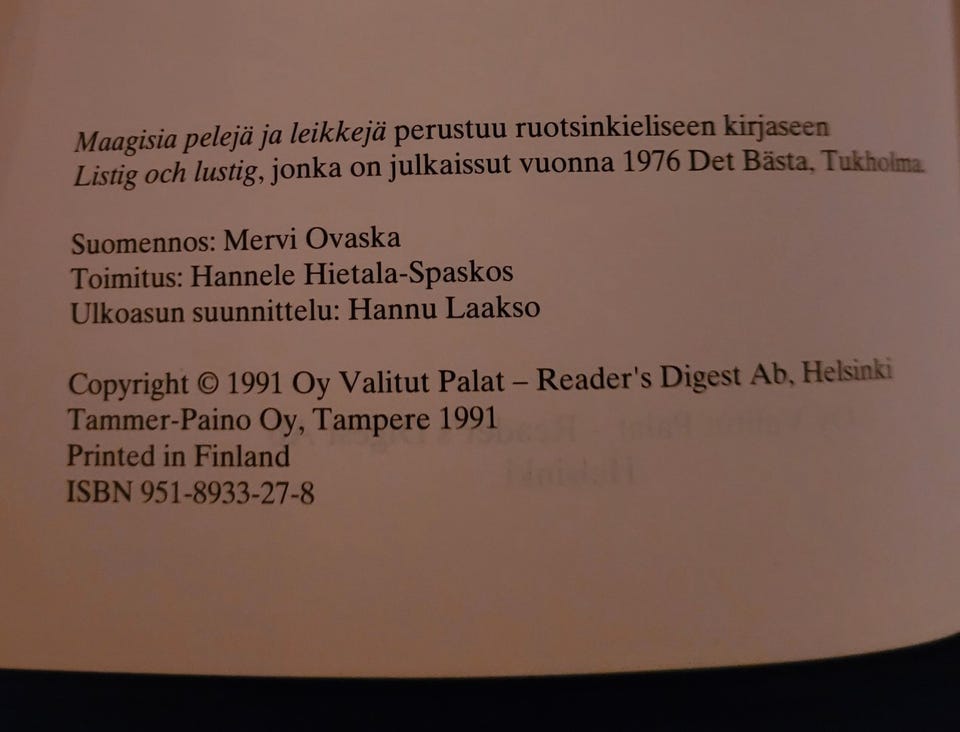 Maagisia pelejä ja leikkejä perustuu ruotsinkieliseen kirjaseen
Listig och lustig, jonka on julkaissut vuonna 1976 Det Bästa, Tukholma.
Suomennos: Mervi Ovaska
Toimitus: Hannele Hietala-Spaskos
Ulkoasun suunnittelu: Hannu Laakso
Copyright © 1991 Oy Valitut Palat – Reader's Digest Ab, Helsinki
Tammer-Paino Oy, Tampere 1991
Printed in Finland
ISBN 951-8933-27-8